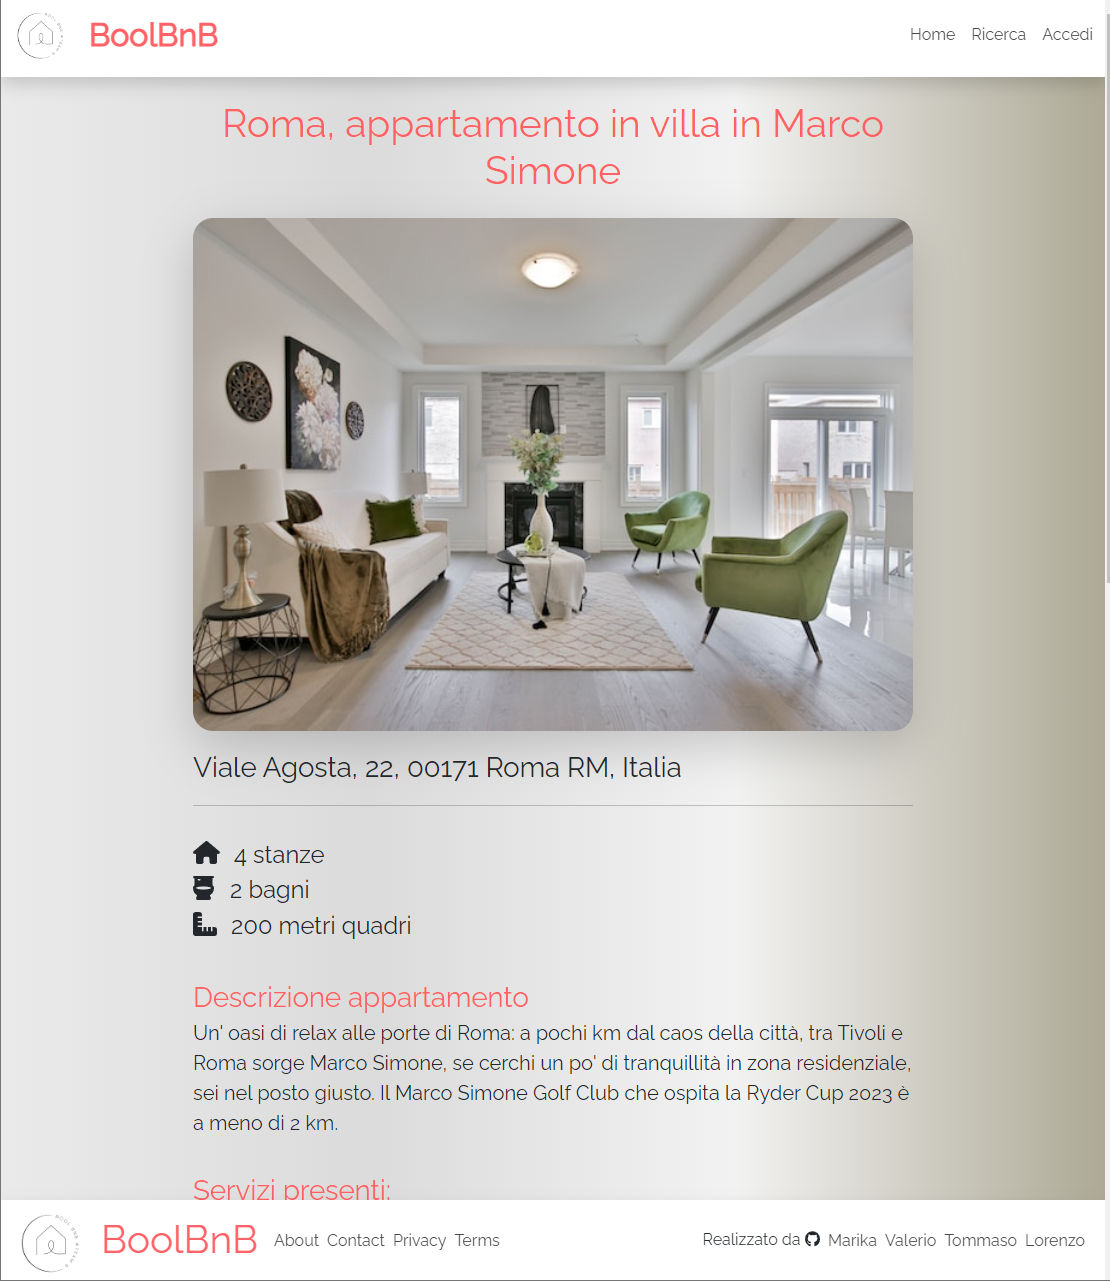 BoolBnB
Home Ricerca Accedi
Roma, appartamento in villa in Marco
Simone
Viale Agosta, 22, 00171 Roma RM, Italia
4 stanze
2 bagni
200 metri quadri
Descrizione appartamento
Un' oasi di relax alle porte di Roma: a pochi km dal caos della città, tra Tivoli e
Roma sorge Marco Simone, se cerchi un po' di tranquillità in zona residenziale,
sei nel posto giusto. Il Marco Simone Golf Club che ospita la Ryder Cup 2023 è
a meno di 2 km.
Servizi presenti:
BoolBnB About Contact Privacy Terms
Realizzato da Marika Valerio Tommaso Lorenzo